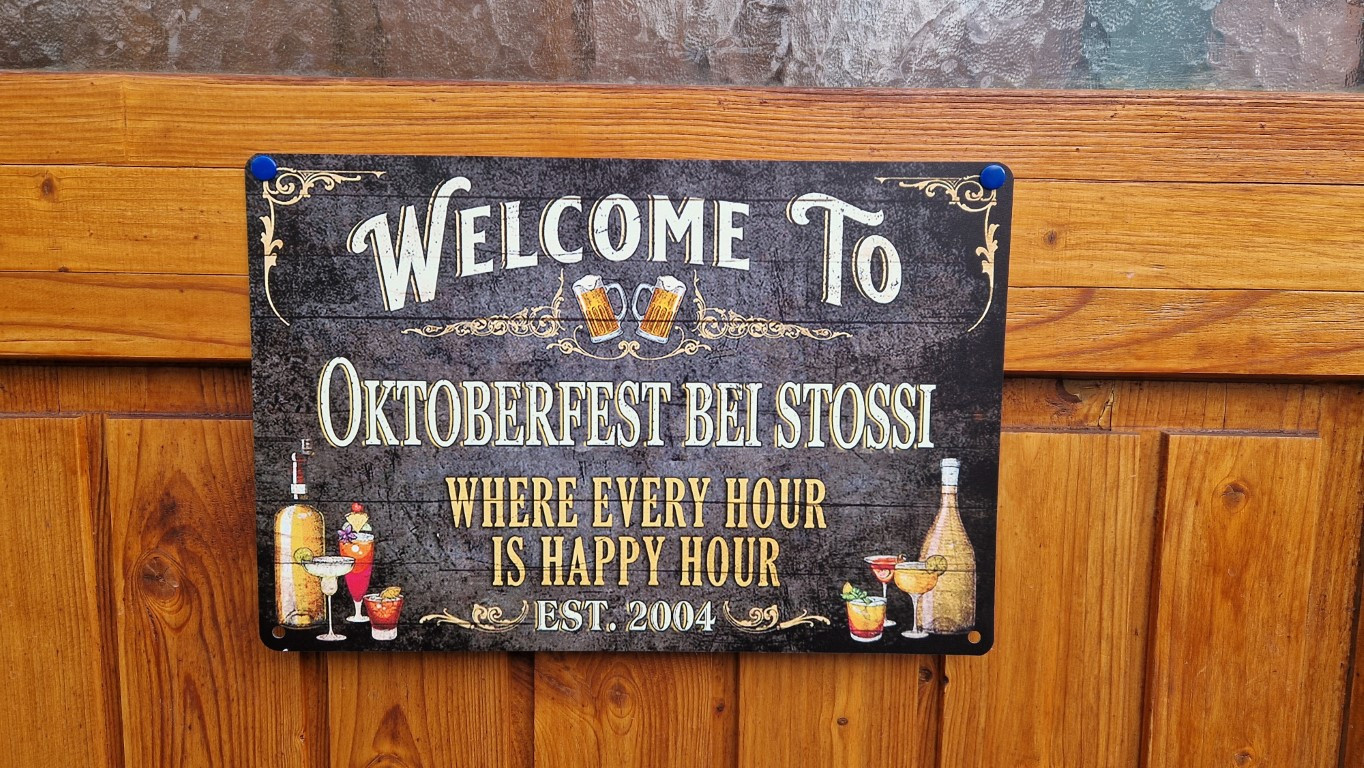 WELCOME TO
OKTOBERFEST BEI STOSSI
WHERE EVERY HOUR
IS HAPPY HOUR
EST. 2004